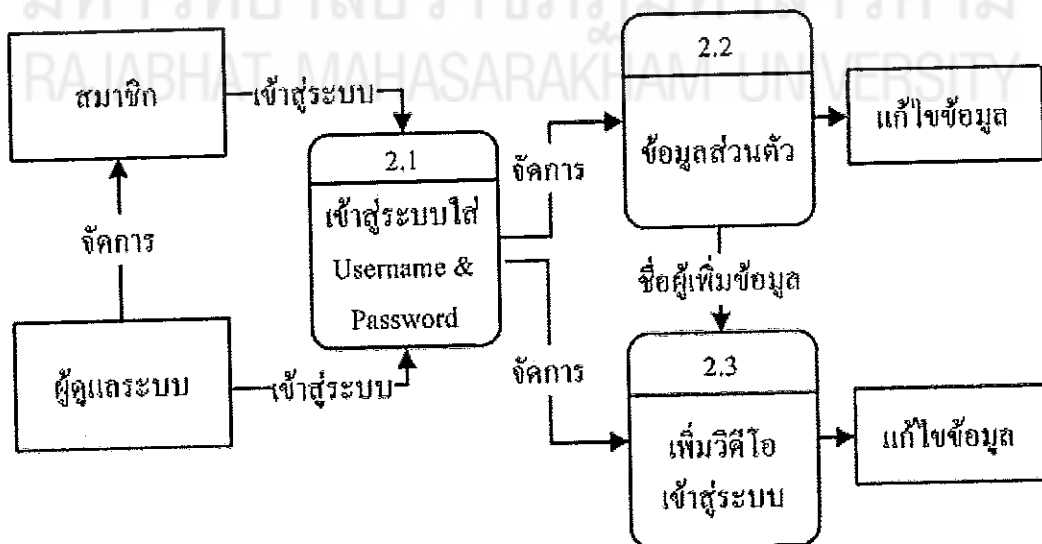 RAJABHAT MAHASARAKHAM UNIVERSITY
สมาชิก
เข้าสู่ระบบ
จัดการ
ผู้ดูแลระบบ
เข้าสู่ระบบ
2.1
เข้าสู่ระบบใส่
Username &
Password
จัดการ
จัดการ
2.2
ข้อมูลส่วนตัว
แก้ไขข้อมูล
ชื่อผู้เพิ่มข้อมูล
2.3
เพิ่มวิดีโอ
เข้าสู่ระบบ
แก้ไขข้อมูล